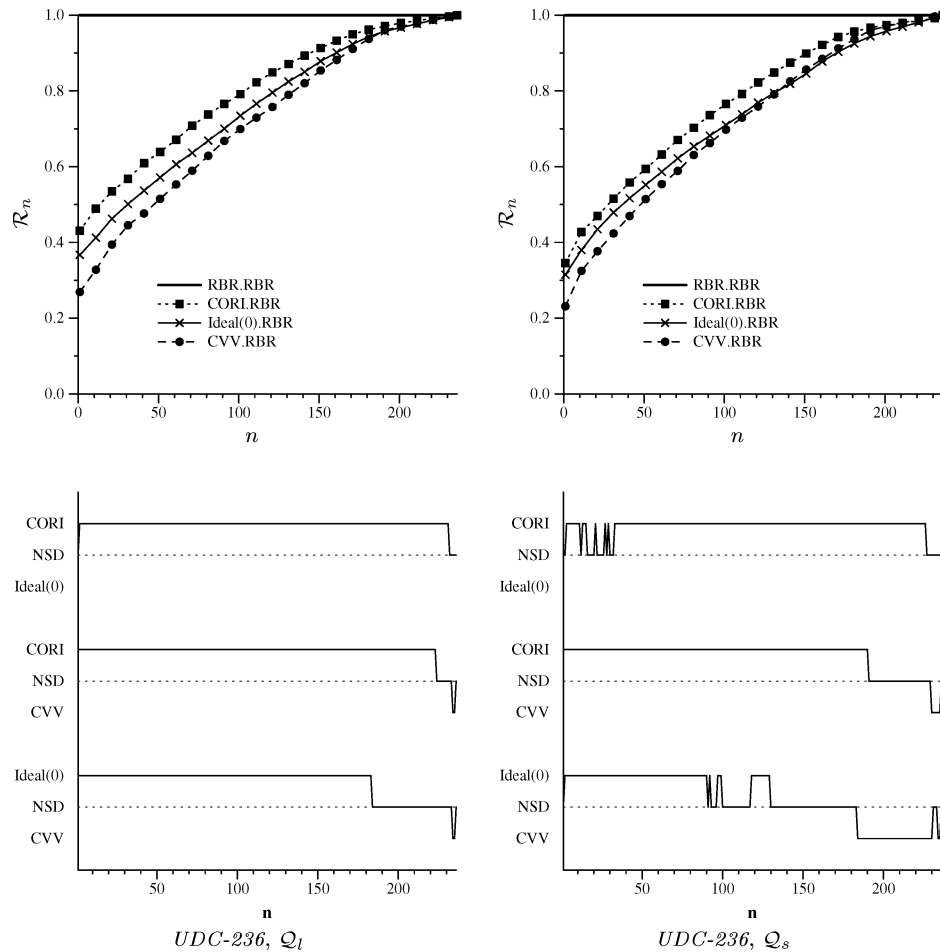 1.0
0.8
0.6
0.4
0.2
0.0
ℛn
RBR.RBR
CORI.RBR
Ideal(0).RBR
CVV.RBR
0 50 100 150 200
n
1.0
0.8
0.6
0.4
0.2
0.0
ℛn
RBR.RBR
CORI.RBR
Ideal(0).RBR
CVV.RBR
0 50 100 150 200
n
CORI
NSD
Ideal(0)
CORI
NSD
CVV
Ideal(0)
NSD
CVV
50 100 150 200
n
UDC-236, 𝒬l
CORI
NSD
Ideal(0)
CORI
NSD
CVV
Ideal(0)
NSD
CVV
50 100 150 200
n
UDC-236, 𝒬s